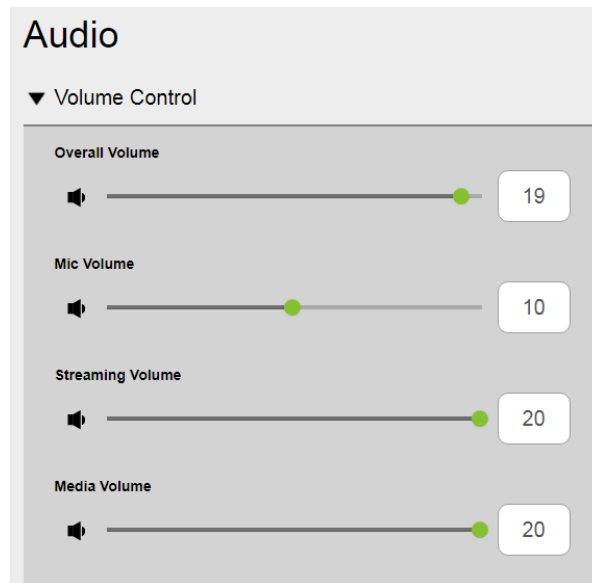 Audio
Volume Control
Overall Volume
19
Mic Volume
10
Streaming Volume
20
Media Volume
20